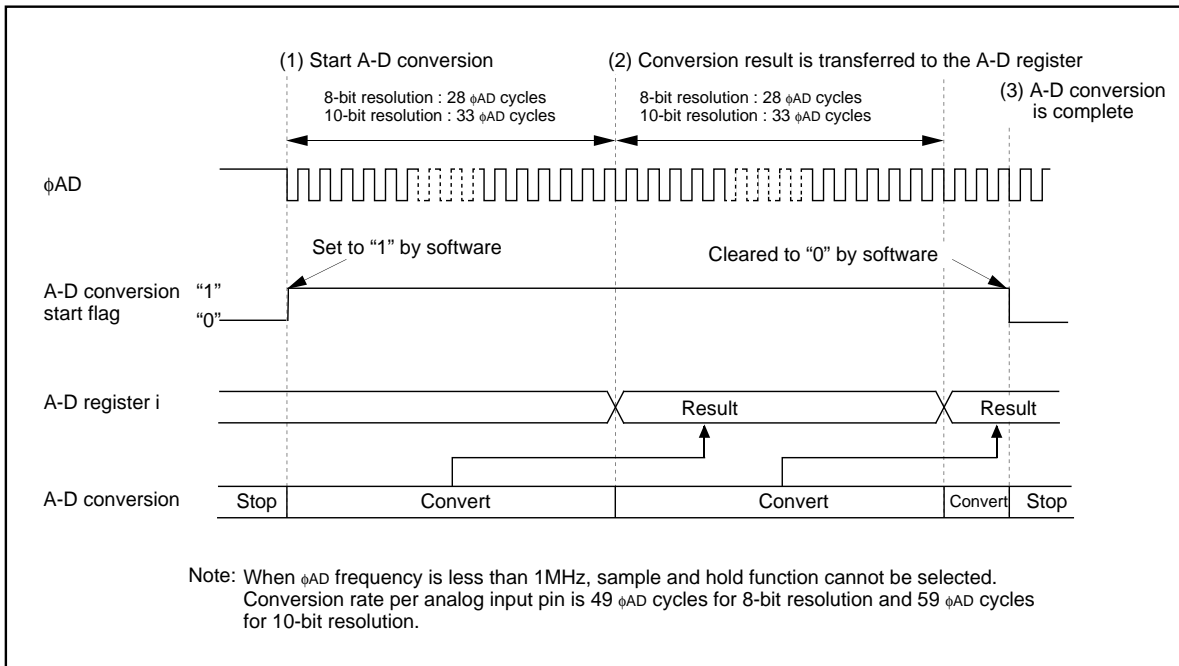 (1) Start A-D conversion
(2) Conversion result is transferred to the A-D register
(3) A-D conversion
is complete
8-bit resolution : 28 φAD cycles
10-bit resolution : 33 φAD cycles
8-bit resolution : 28 φAD cycles
10-bit resolution : 33 φAD cycles
φAD
Set to “1” by software
Cleared to “0” by software
A-D conversion
start flag
“1”
“0”
A-D register i
Result
Result
A-D conversion
Stop
Convert
Convert
Convert
Stop
Note: When φAD frequency is less than 1MHz, sample and hold function cannot be selected.
Conversion rate per analog input pin is 49 φAD cycles for 8-bit resolution and 59 φAD cycles
for 10-bit resolution.